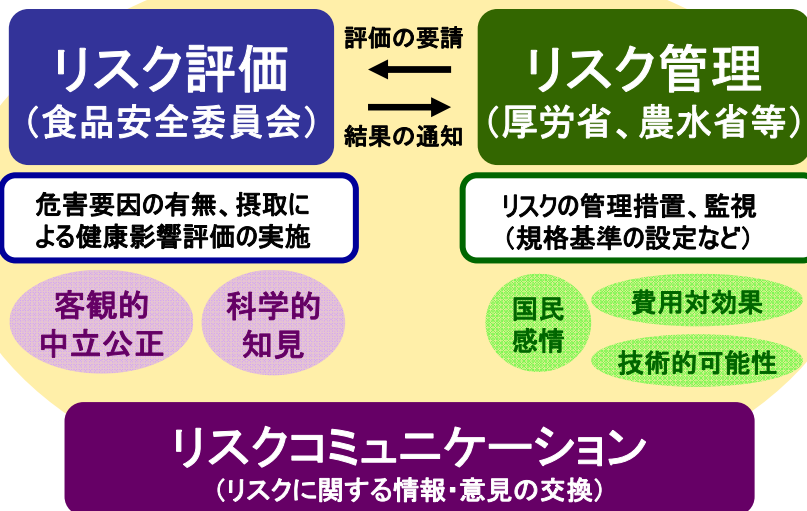 リスク評価
(食品安全委員会)
評価の要請
結果の通知
リスク管理
(厚労省、農水省等)
危害要因の有無、摂取に
よる健康影響評価の実施
リスクの管理措置、監視
(規格基準の設定など)
客観的
中立公正
科学的
知見
国民
感情
費用対効果
技術的可能性
リスクコミュニケーション
(リスクに関する情報・意見の交換)